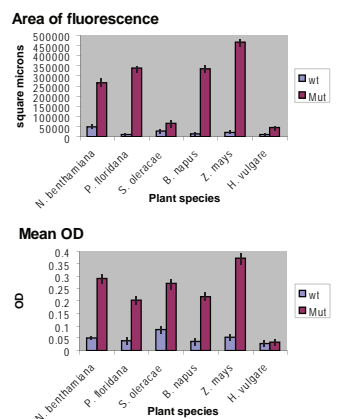 Area of fluorescence
square microns
500000
450000
400000
350000
300000
250000
200000
150000
100000
50000
0
N. benthamiana
P. floridana
S. oleracae
B. napus
Z. mays
H. vulgare
Plant species
wt
Mut
Mean OD
OD
0.4
0.35
0.3
0.25
0.2
0.15
0.1
0.05
0
N. benthamiana
P. floridana
S. oleracae
B. napus
Z. mays
H. vulgare
Plant species
wt
Mut